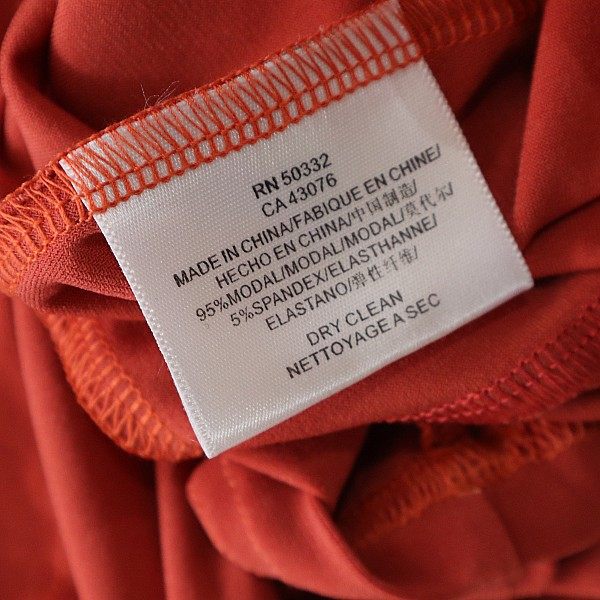 RN 50332
CA 43076
MADE IN CHINA/FABIQUE EN CHINE/
HECHO EN CHINA/中国制造/
95%MODAL/MODAL/MODAL/莫代尔/
5%SPANDEX/ELASTHANNE/
ELASTANO/弹性纤维/
DRY CLEAN
NETTOYAGE A SEC